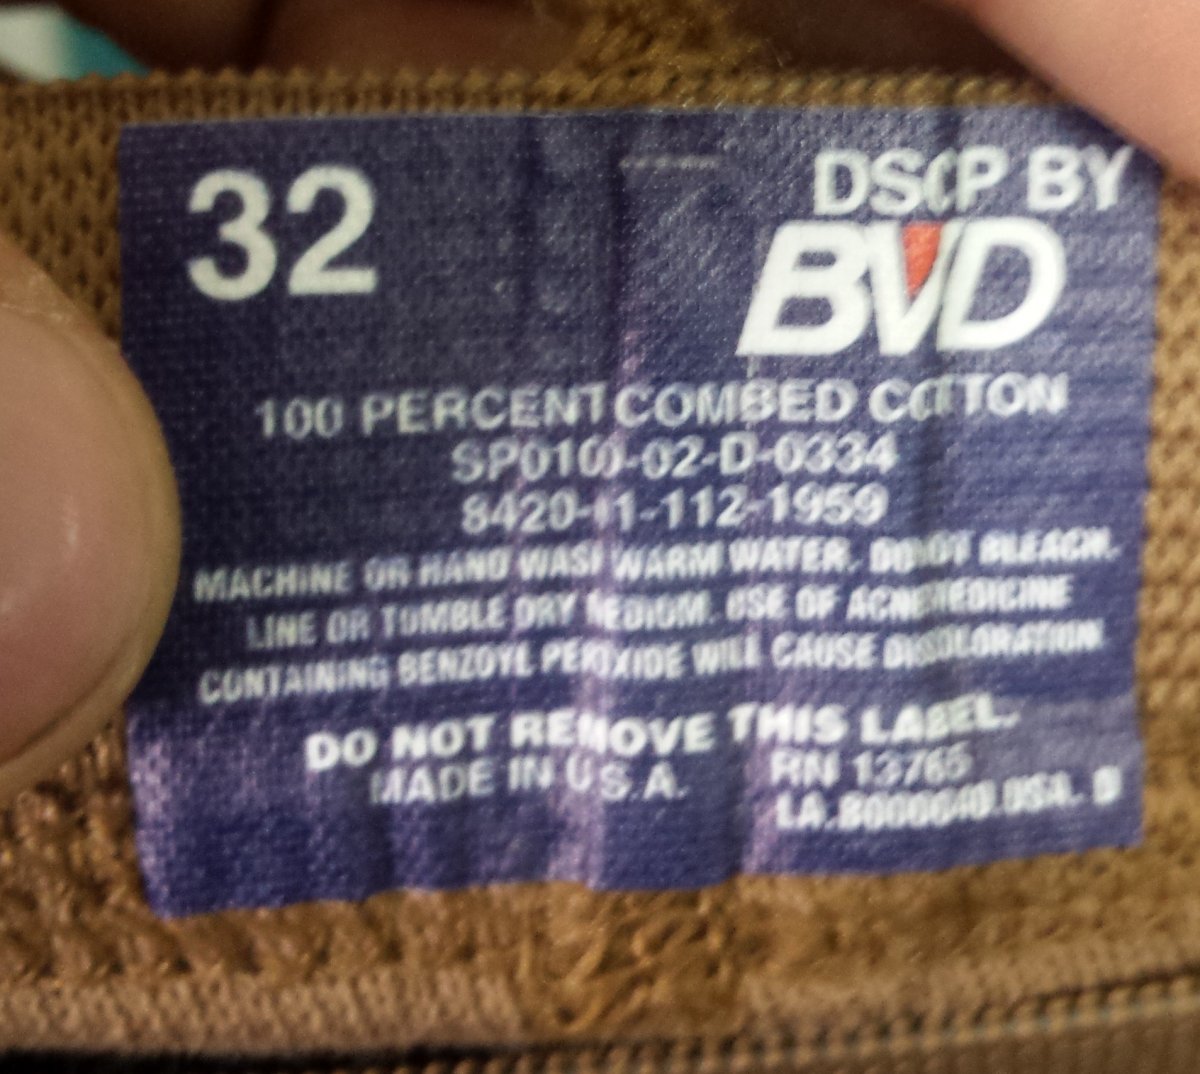 32
DSCP BY
BVD
100 PERCENT COMBED COTTON
SP0100-02-D-0334
8420-01-112-1959
MACHINE OR HAND WASH WARM WATER. DO NOT BLEACH.
LINE OR TUMBLE DRY MEDIUM. USE OF ACNE MEDICINE
CONTAINING BENZOYL PEROXIDE WILL CAUSE DISCOLORATION
DO NOT REMOVE THIS LABEL.
MADE IN U.S.A.
RN 13765